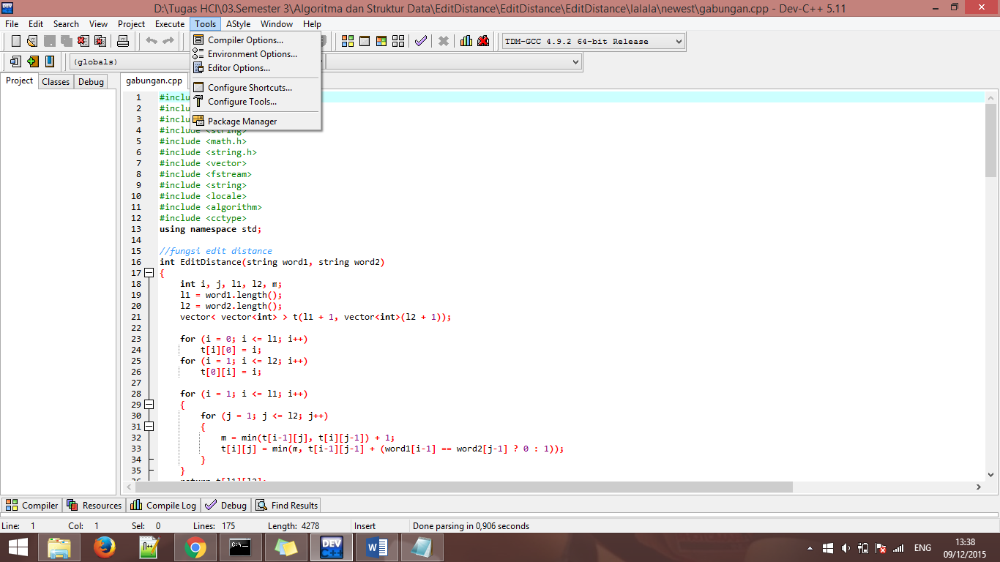 D:\Tugas HCI\03.Semester 3\Algoritma dan Struktur Data\EditDistance\EditDistance\EditDistance\lalala\newest\gabungan.cpp - Dev-C++ 5.11
File Edit Search View Project Execute Tools AStyle Window Help
Compiler Options...
Environment Options...
Editor Options...
Configure Shortcuts...
Configure Tools...
Package Manager
TDM-GCC 4.9.2 64-bit Release
(globals)
Project Classes Debug
gabungan.cpp
1 #inclu
2 #inclu
3 #inclu
4 #include <string>
5 #include <math.h>
6 #include <string.h>
7 #include <vector>
8 #include <fstream>
9 #include <string>
10 #include <locale>
11 #include <algorithm>
12 #include <cctype>
13 using namespace std;
14
15 //fungsi edit distance
16 int EditDistance(string word1, string word2)
17 {
18 int i, j, l1, l2, m;
19 l1 = word1.length();
20 l2 = word2.length();
21 vector< vector<int> > t(l1 + 1, vector<int>(l2 + 1));
22
23 for (i = 0; i <= l1; i++)
24 t[i][0] = i;
25 for (i = 1; i <= l2; i++)
26 t[0][i] = i;
27
28 for (i = 1; i <= l1; i++)
29 {
30 for (j = 1; j <= l2; j++)
31 {
32 m = min(t[i-1][j], t[i][j-1]) + 1;
33 t[i][j] = min(m, t[i-1][j-1] + (word1[i-1] == word2[j-1] ? 0 : 1));
34 }
35 }
36 return t[l1][l2];
Compiler Resources Compile Log Debug Find Results
Line: 1 Col: 1 Sel: 0 Lines: 175 Length: 4278 Insert Done parsing in 0,906 seconds
DEV C++
ENG
13:38
09/12/2015